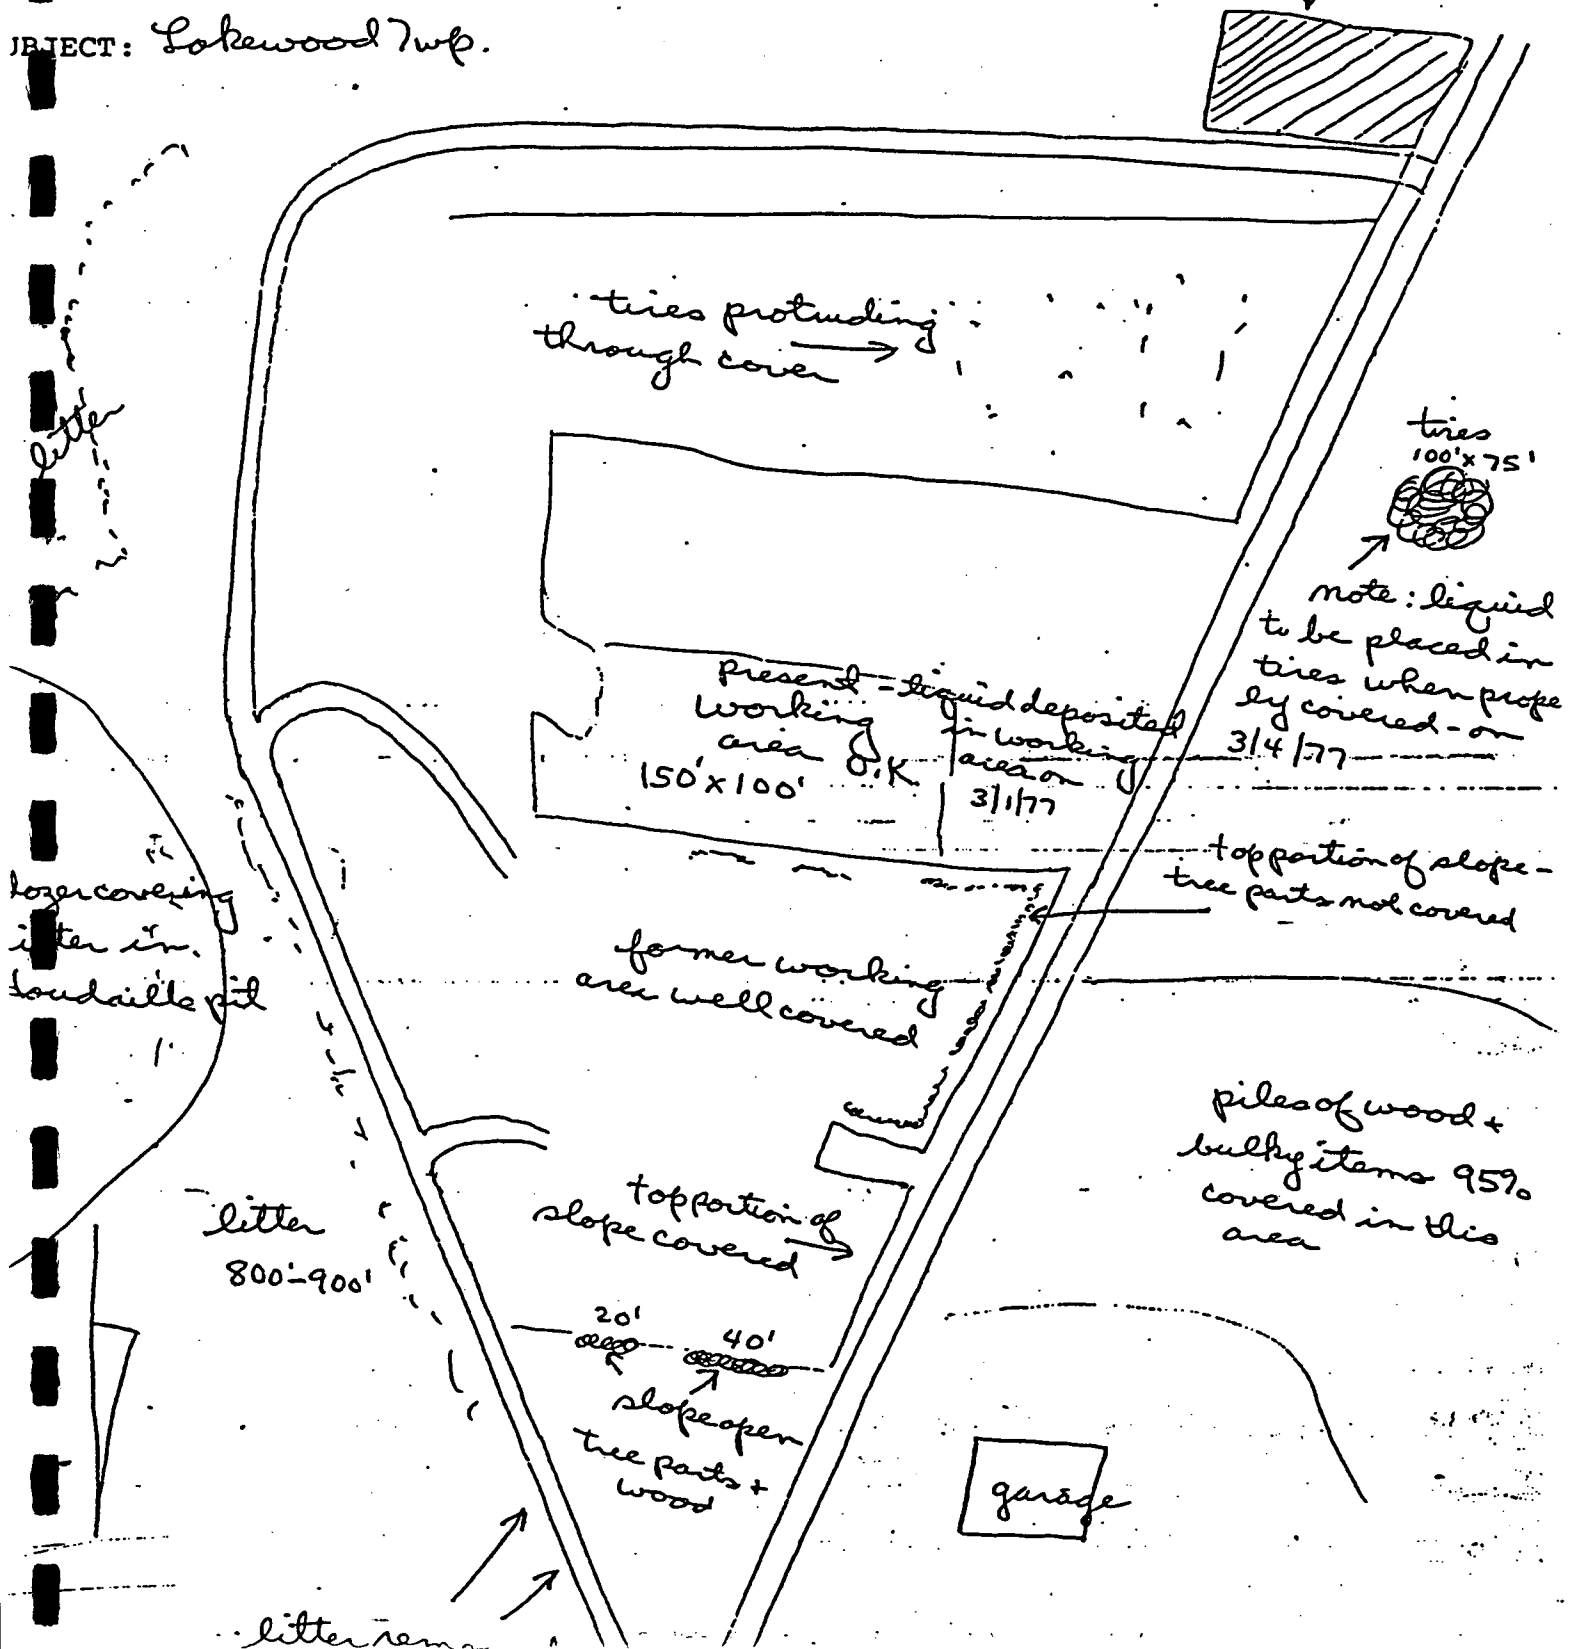 JBJECT: Lakewood Twp.
tires protruding
through cover
litter
tires
100'x75'
note: liquid
to be placed in
tires when prope
ly covered - on
3/4/77
present
working
area O.K.
150'x100'
- liquid deposited
in working
area on
3/1/77
top portion of slope -
tree parts not covered
dozer covering
litter in
Houdaille pit
former working
area well covered
piles of wood +
bulky items 95%
covered in this
area
litter
800'-900'
top portion of
slope covered
20'
40'
slope open
tree parts +
wood
garage
litter rem